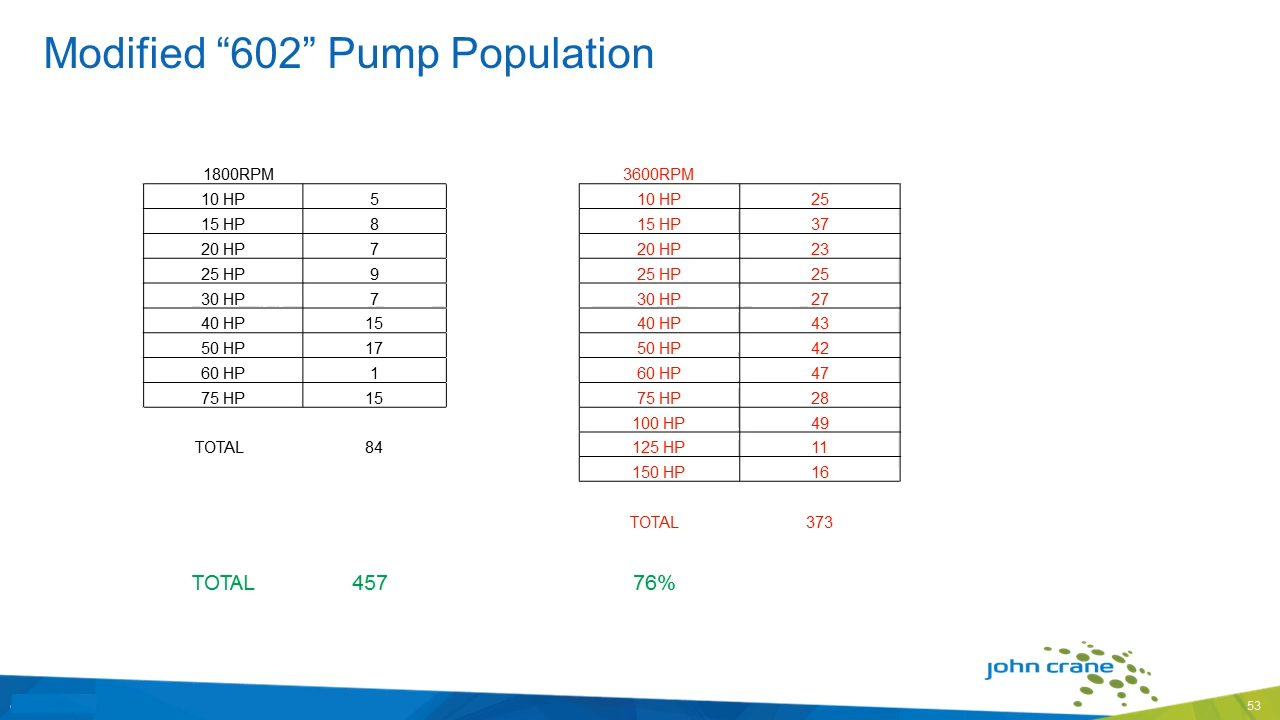 Modified “602” Pump Population
1800RPM
10 HP 5
15 HP 8
20 HP 7
25 HP 9
30 HP 7
40 HP 15
50 HP 17
60 HP 1
75 HP 15
TOTAL 84
3600RPM
10 HP 25
15 HP 37
20 HP 23
25 HP 25
30 HP 27
40 HP 43
50 HP 42
60 HP 47
75 HP 28
100 HP 49
125 HP 11
150 HP 16
TOTAL 373
TOTAL 457 76%
john crane
53